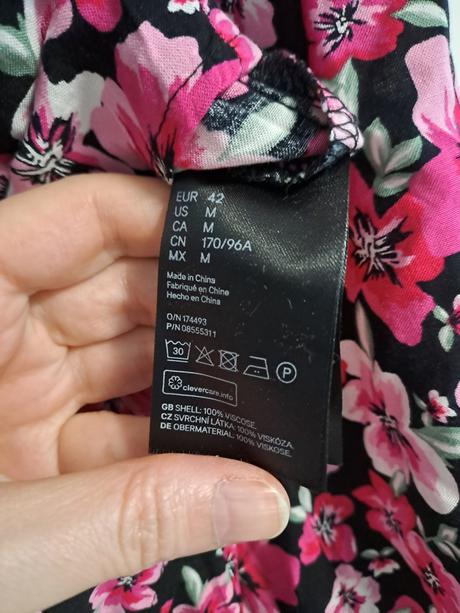 EUR 42
US M
CA M
CN 170/96A
MX M
Made in China
Fabriqué en Chine
Hecho en China
O/N 174493
P/N 08555311
30
P
clevercare.info
GB SHELL: 100% VISCOSE.
CZ SVRCHNÍ LÁTKA: 100% VISKÓZA.
DE OBERMATERIAL: 100% VISKOSE.